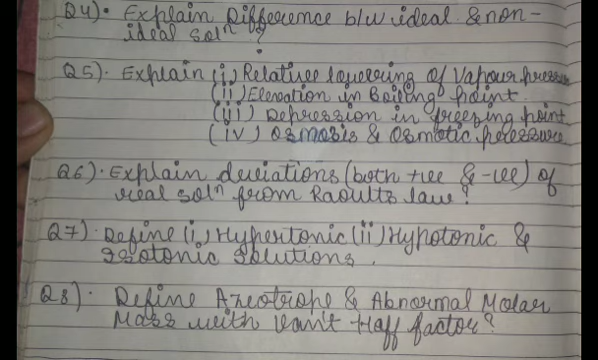 Q4). Explain Difference b/w ideal & non-
ideal soln ?
Q5). Explain (i) Relative lowering of Vapour pressure
(ii) Elevation in Boiling point.
(iii) Depression in freezing point
(iv) Osmosis & Osmotic pressure
Q6). Explain deviations (both +ve & -ve) of
real soln from Raoults law?
Q7). Define (i) Hypertonic (ii) Hypotonic &
Isotonic Solutions.
Q8). Define Azeotrope & Abnormal Molar
Mass with Van't Haff factor?